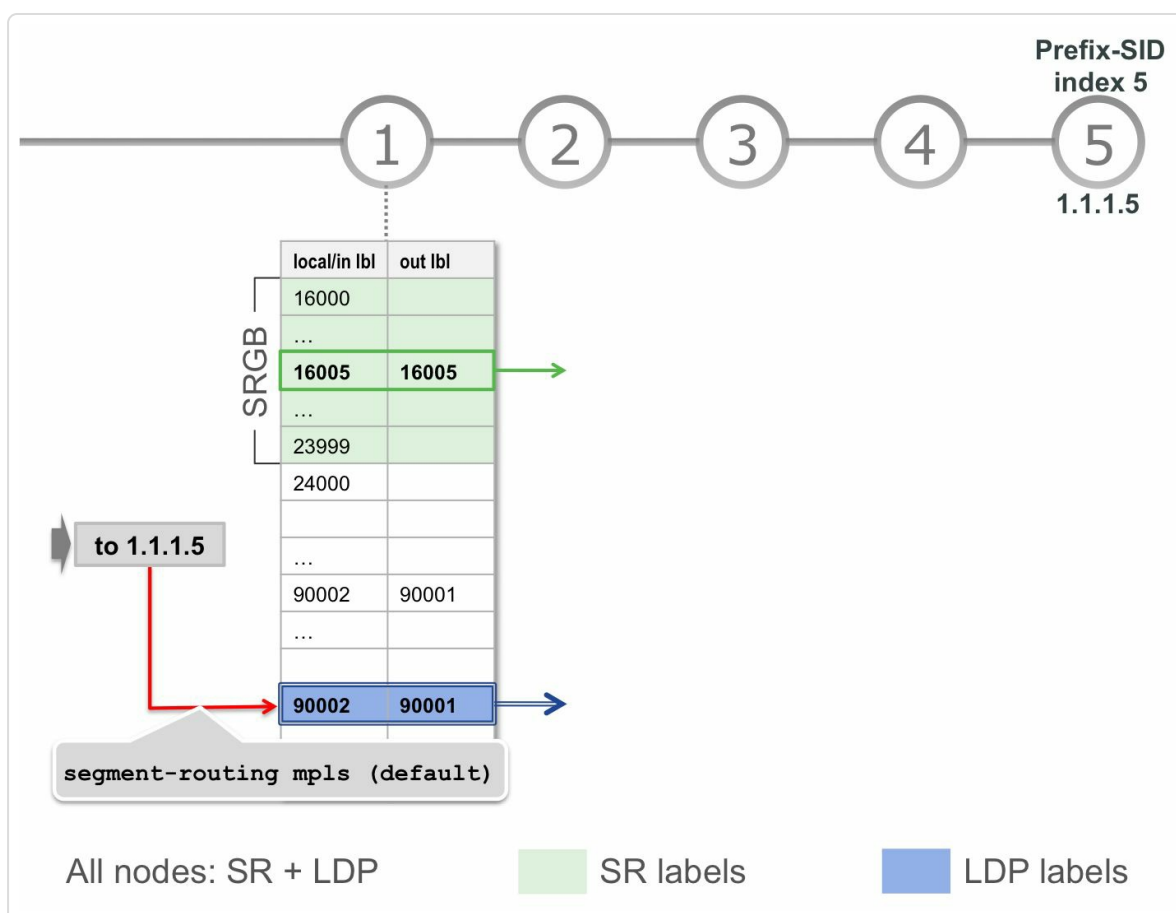 Prefix-SID
index 5
1
2
3
4
5
1.1.1.5
local/in lbl out lbl
16000
...
16005 16005
...
23999
SRGB
24000
...
90002 90001
...
90002 90001
to 1.1.1.5
segment-routing mpls (default)
All nodes: SR + LDP
SR labels
LDP labels